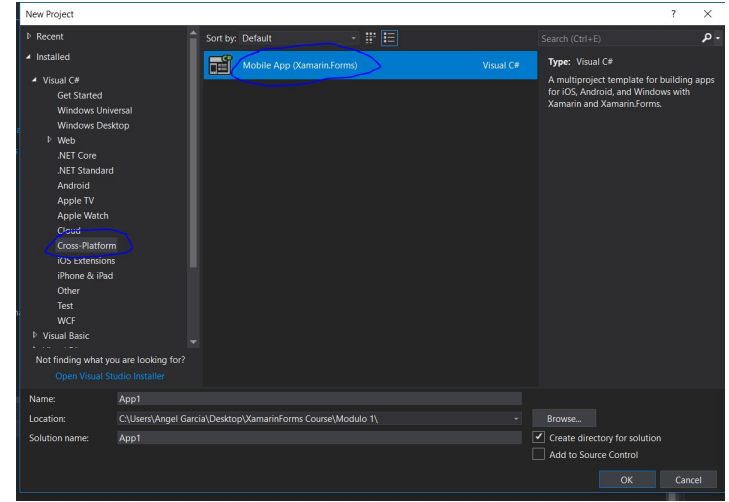 New Project ? ×
Recent
Installed
Visual C#
Get Started
Windows Universal
Windows Desktop
Web
.NET Core
.NET Standard
Android
Apple TV
Apple Watch
Cloud
Cross-Platform
iOS Extensions
iPhone & iPad
Other
Test
WCF
Visual Basic
Not finding what you are looking for?
Open Visual Studio Installer
Sort by: Default
Mobile App (Xamarin.Forms) Visual C#
Search (Ctrl+E)
Type: Visual C#
A multiproject template for building apps
for iOS, Android, and Windows with
Xamarin and Xamarin.Forms.
Name: App1
Location: C:\Users\Angel Garcia\Desktop\XamarinForms Course\Modulo 1\
Solution name: App1
Browse...
Create directory for solution
Add to Source Control
OK Cancel